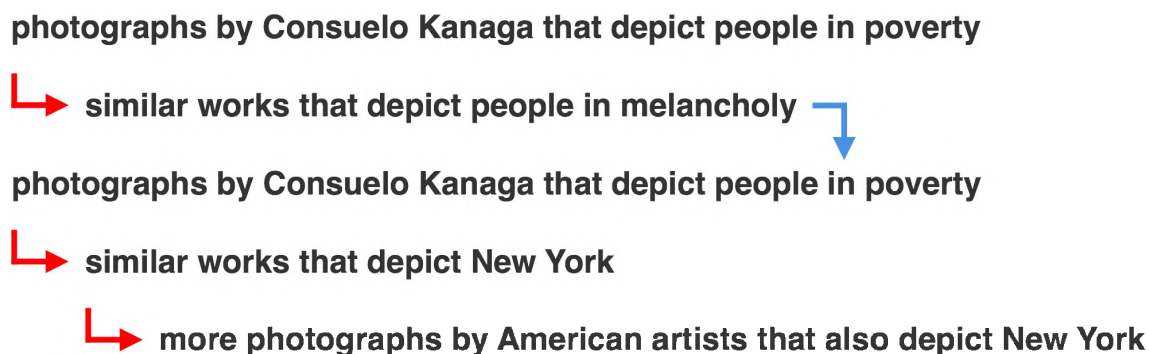 photographs by Consuelo Kanaga that depict people in poverty
similar works that depict people in melancholy
photographs by Consuelo Kanaga that depict people in poverty
similar works that depict New York
more photographs by American artists that also depict New York